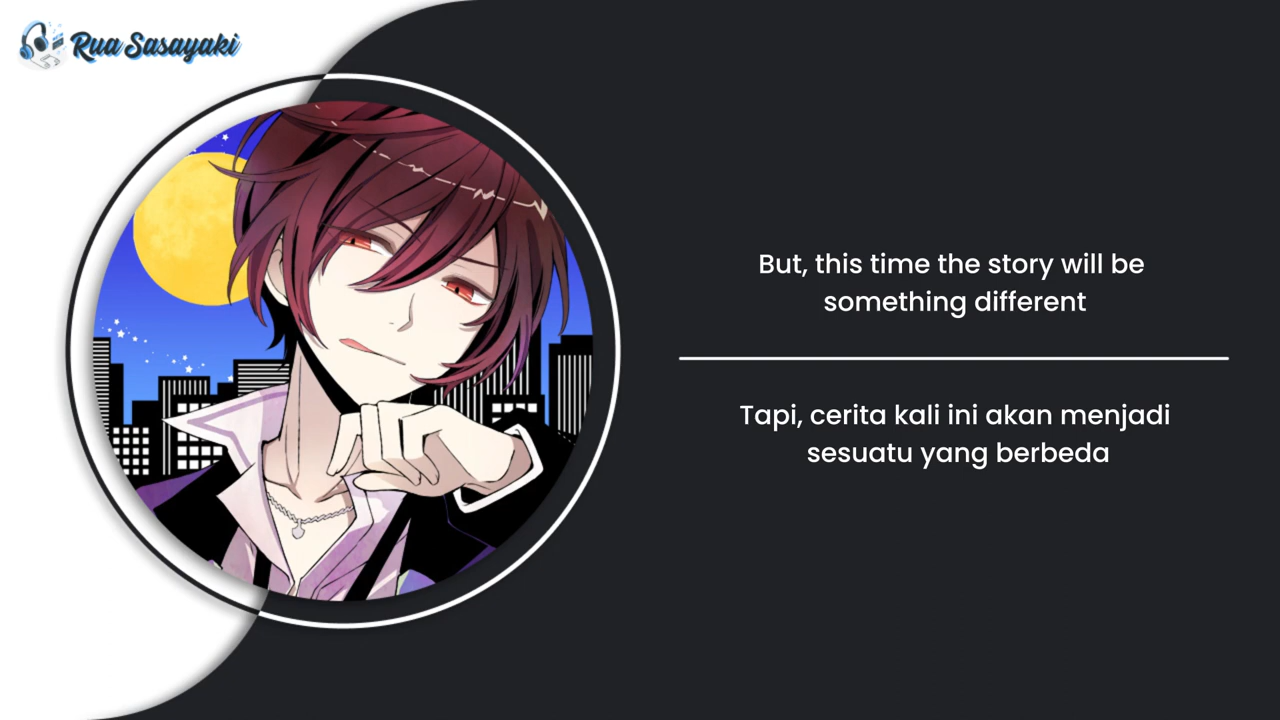 Rua Sasayaki
But, this time the story will be
something different
Tapi, cerita kali ini akan menjadi
sesuatu yang berbeda